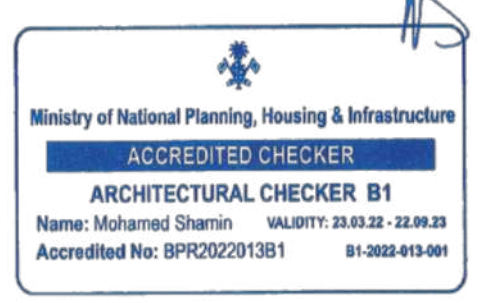 Ministry of National Planning, Housing & Infrastructure
ACCREDITED CHECKER
ARCHITECTURAL CHECKER B1
Name: Mohamed Shamin VALIDITY: 23.03.22 - 22.09.23
Accredited No: BPR2022013B1 B1-2022-013-001